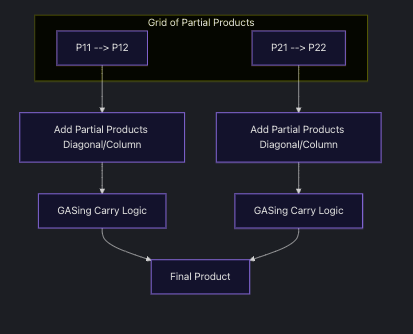 Grid of Partial Products
P11 --> P12
P21 --> P22
Add Partial Products
Diagonal/Column
Add Partial Products
Diagonal/Column
GASing Carry Logic
GASing Carry Logic
Final Product